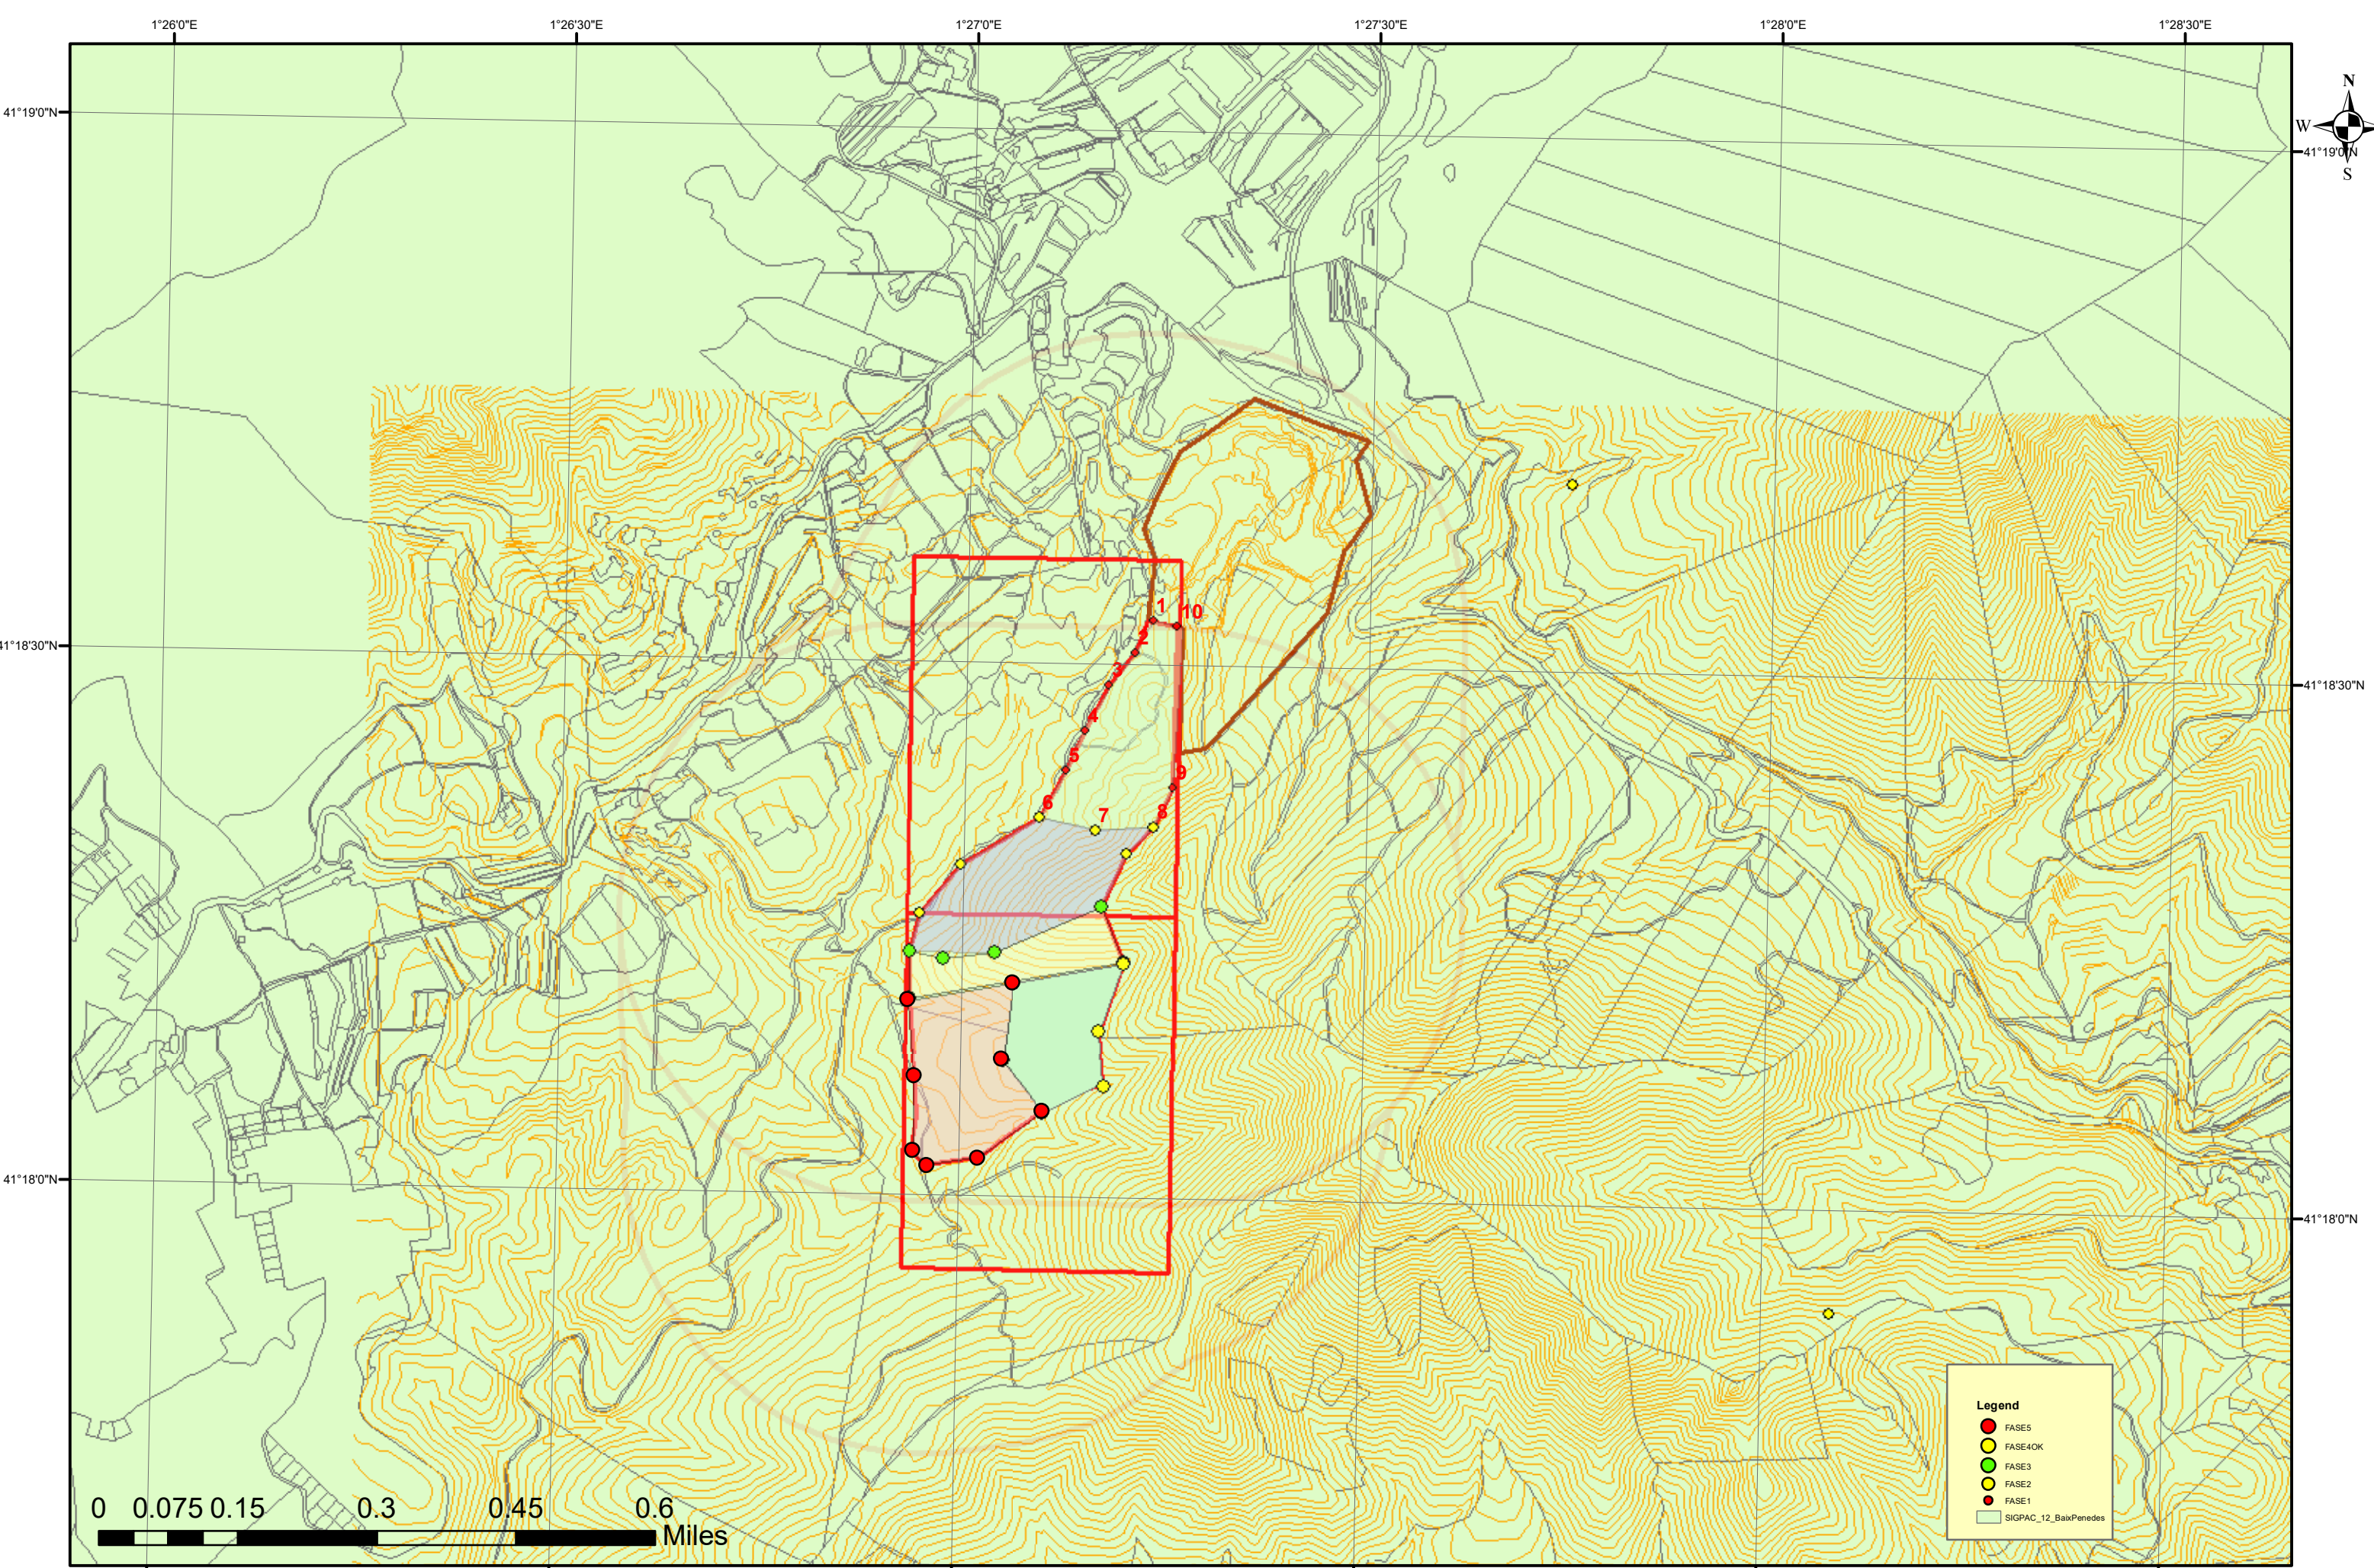 1°26'0"E
1°26'30"E
1°27'0"E
1°27'30"E
1°28'0"E
1°28'30"E
N
W
S
41°19'0"N
41°19'0"N
1
10
2
41°18'30"N
3
41°18'30"N
4
5
9
6
7
8
41°18'0"N
41°18'0"N
Legend
FASE5
FASE4OK
FASE3
FASE2
FASE1
SIGPAC_12_BaixPenedes
0 0.075 0.15 0.3 0.45 0.6
Miles